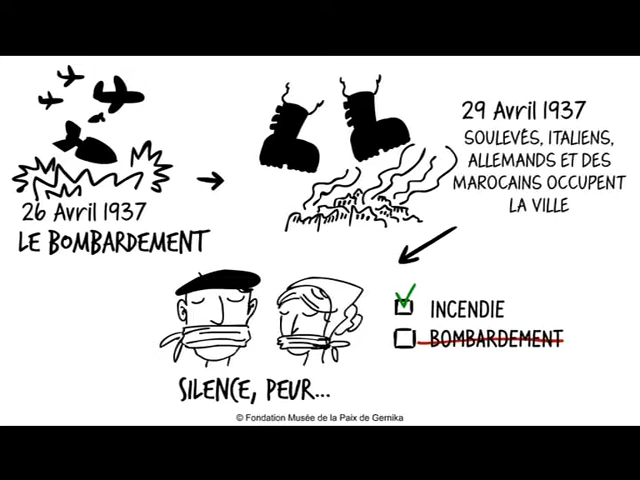 26 Avril 1937
LE BOMBARDEMENT
29 Avril 1937
SOULEVÉS, ITALIENS,
ALLEMANDS ET DES
MAROCAINS OCCUPENT
LA VILLE
INCENDIE
BOMBARDEMENT
SILENCE, PEUR...
© Fondation Musée de la Paix de Gernika